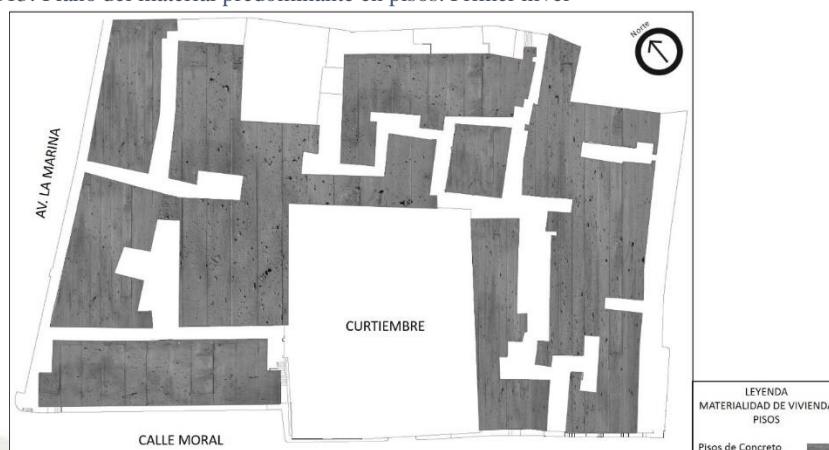 Plano del material predominante en pisos. Primer nivel
Norte
AV. LA MARINA
CURTIEMBRE
CALLE MORAL
LEYENDA
MATERIALIDAD DE VIVIENDA
PISOS
Pisos de Concreto